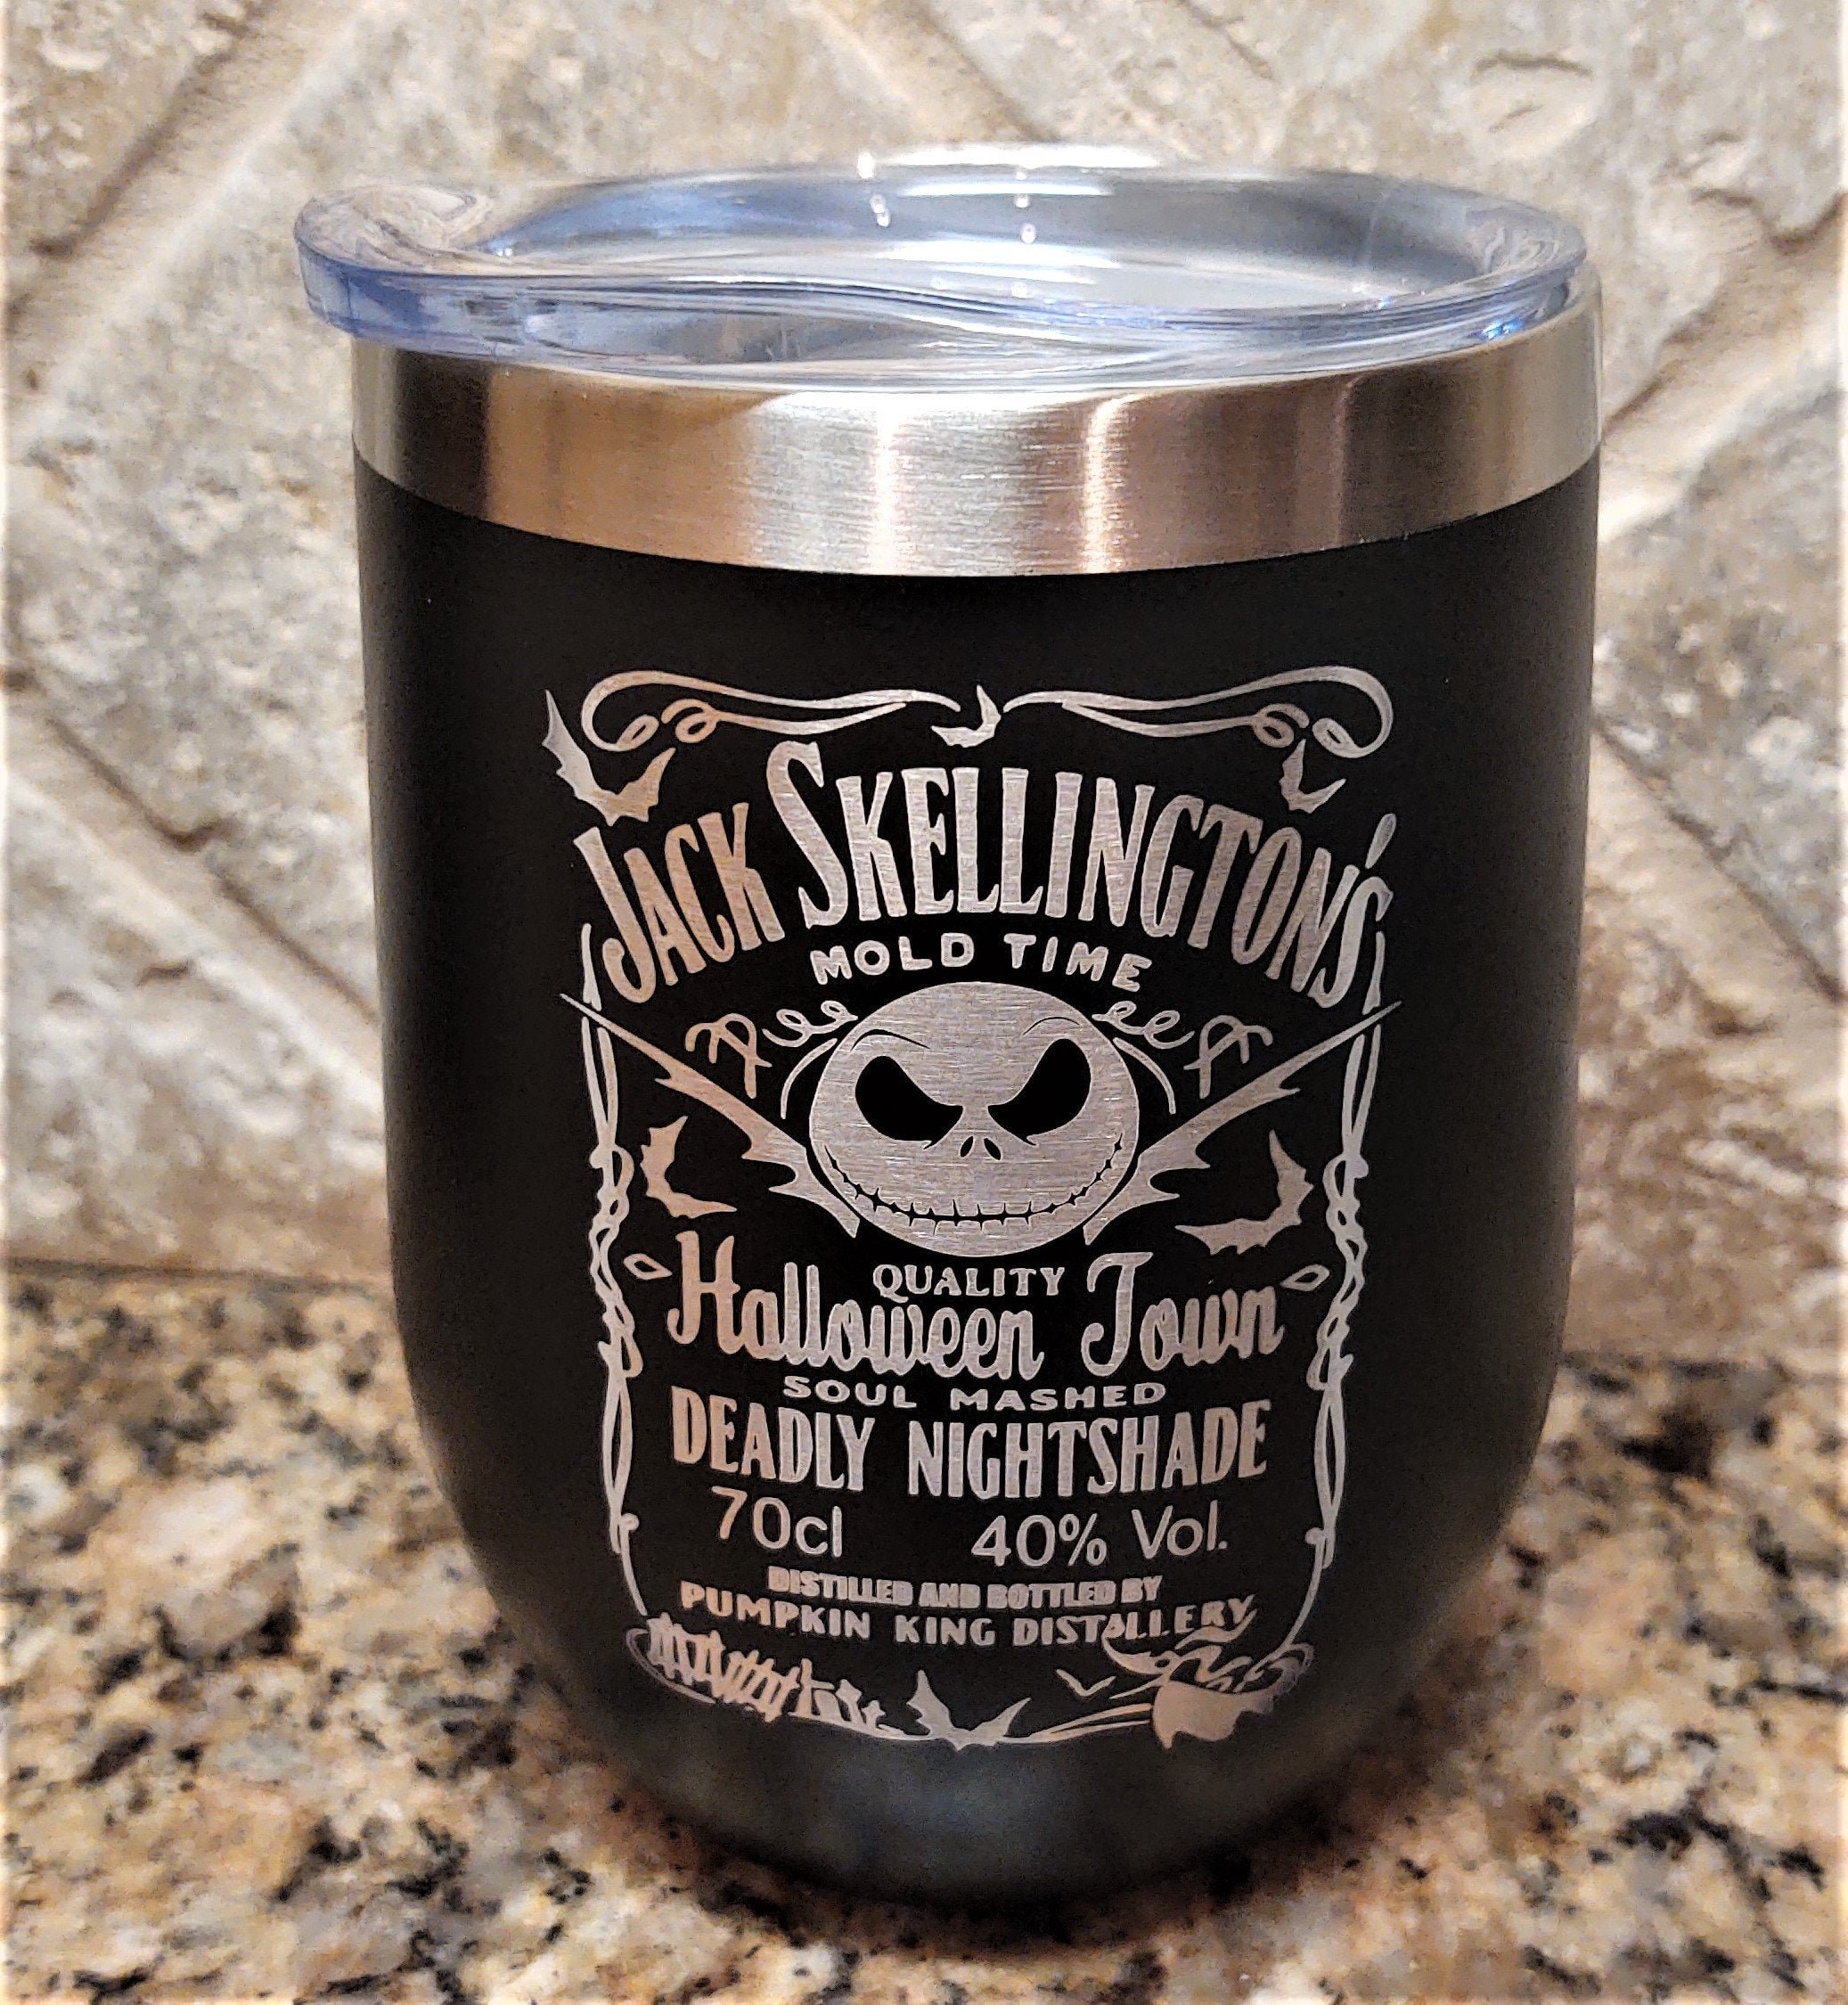 JACK SKELLINGTON'S
MOLD TIME
QUALITY
Halloween Town
SOUL MASHED
DEADLY NIGHTSHADE
70cl 40% Vol.
DISTILLED AND BOTTLED BY
PUMPKIN KING DISTILLERY